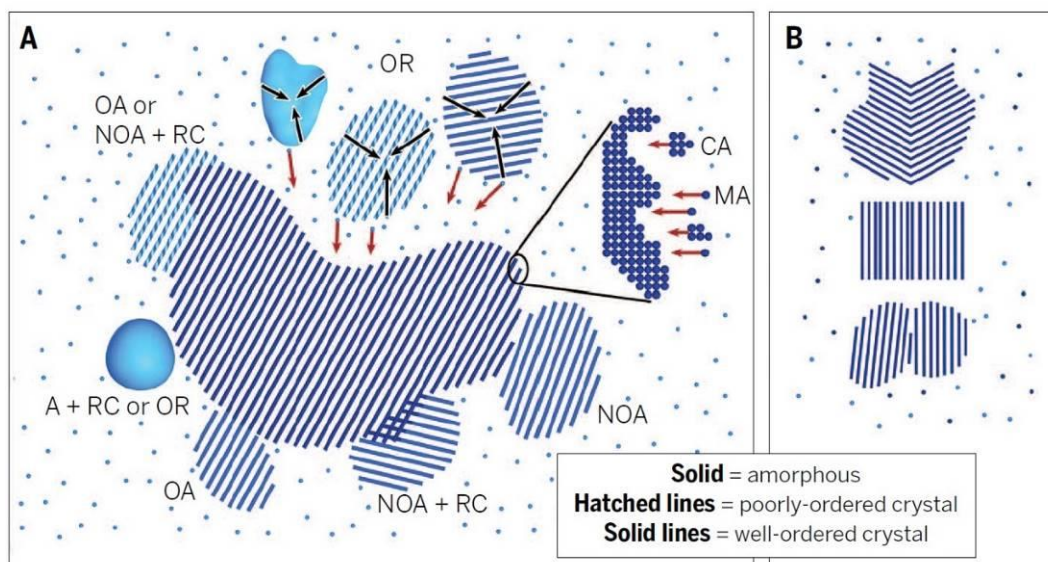 A
OR
OA or
NOA + RC
CA
MA
A + RC or OR
NOA
OA
NOA + RC
B
Solid = amorphous
Hatched lines = poorly-ordered crystal
Solid lines = well-ordered crystal